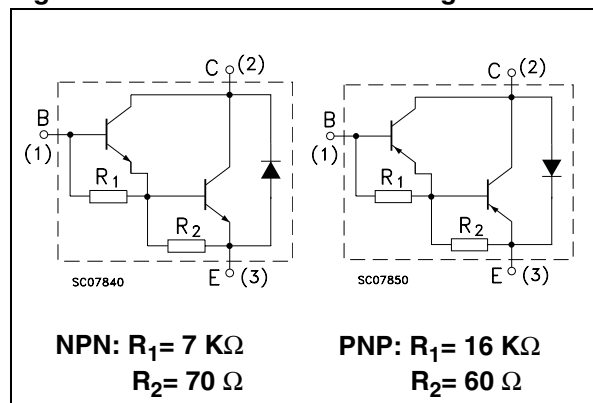 C (2)
B
(1)
R1
R2
E (3)
SC07840
C (2)
B
(1)
R1
R2
E (3)
SC07850
NPN: R1= 7 KΩ
R2= 70 Ω
PNP: R1= 16 KΩ
R2= 60 Ω